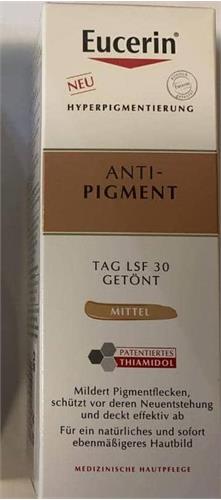 Eucerin®
NEU
HYPERPIGMENTIERUNG
ANTI-
PIGMENT
TAG LSF 30
GETÖNT
MITTEL
PATENTIERTES
THIAMIDOL
Mildert Pigmentflecken,
schützt vor deren Neuentstehung
und deckt effektiv ab
Für ein natürliches und sofort
ebenmäßigeres Hautbild
MEDIZINISCHE HAUTPFLEGE